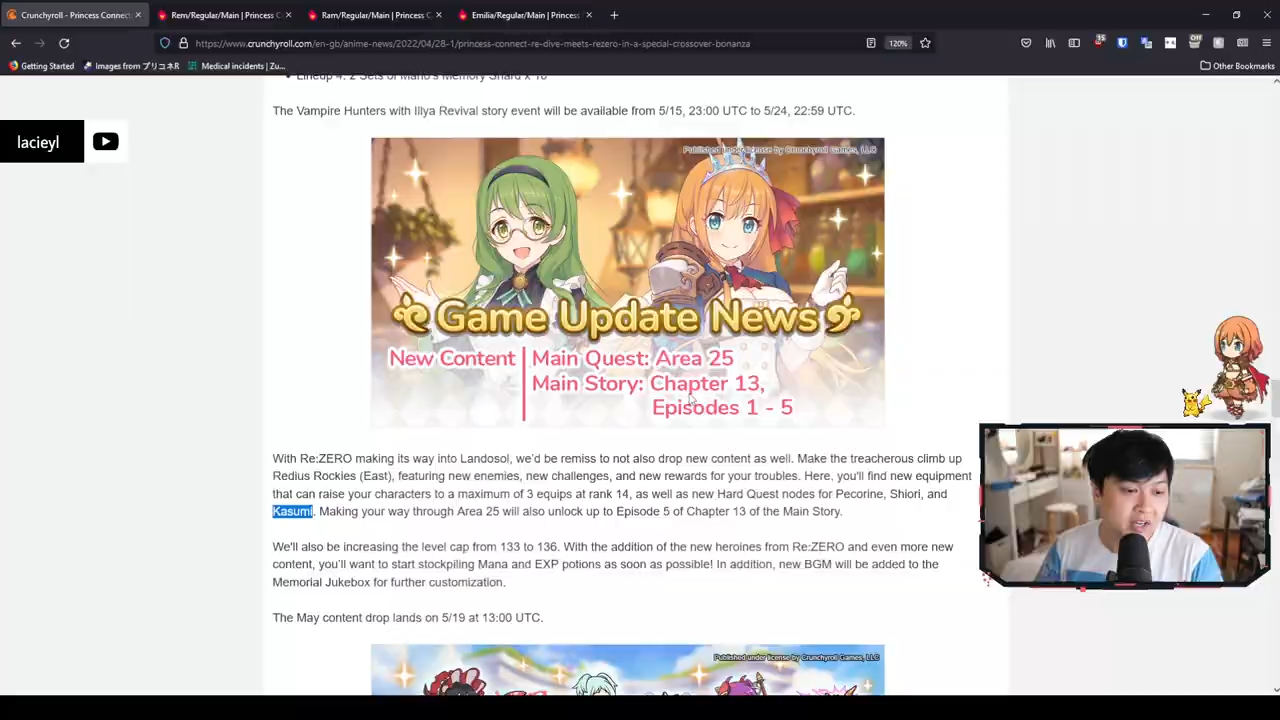 Crunchyroll - Princess Connect
Rem/Regular/Main | Princess C
Ram/Regular/Main | Princess C
Emilia/Regular/Main | Princess
https://www.crunchyroll.com/en-gb/anime-news/2022/04/28-1/princess-connect-re-dive-meets-rezero-in-a-special-crossover-bonanza
120%
Getting Started
Images from プリコネR
Medical incidents | Zu...
Other Bookmarks
Lineup 4: 2 Sets of Maho's Memory Shard x 10
The Vampire Hunters with Illya Revival story event will be available from 5/15, 23:00 UTC to 5/24, 22:59 UTC.
lacieyl
Published under license by Crunchyroll Games, LLC
Game Update News
New Content
Main Quest: Area 25
Main Story: Chapter 13,
Episodes 1 - 5
With Re:ZERO making its way into Landosol, we'd be remiss to not also drop new content as well. Make the treacherous climb up
Redius Rockies (East), featuring new enemies, new challenges, and new rewards for your troubles. Here, you'll find new equipment
that can raise your characters to a maximum of 3 equips at rank 14, as well as new Hard Quest nodes for Pecorine, Shiori, and
Kasumi. Making your way through Area 25 will also unlock up to Episode 5 of Chapter 13 of the Main Story.
We'll also be increasing the level cap from 133 to 136. With the addition of the new heroines from Re:ZERO and even more new
content, you'll want to start stockpiling Mana and EXP potions as soon as possible! In addition, new BGM will be added to the
Memorial Jukebox for further customization.
The May content drop lands on 5/19 at 13:00 UTC.
Published under license by Crunchyroll Games, LLC